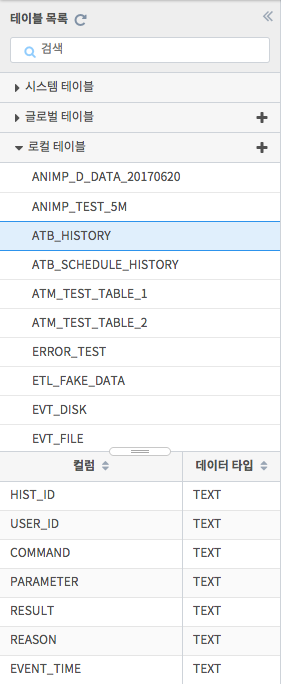 테이블 목록
검색
시스템 테이블
글로벌 테이블
로컬 테이블
ANIMP_D_DATA_20170620
ANIMP_TEST_5M
ATB_HISTORY
ATB_SCHEDULE_HISTORY
ATM_TEST_TABLE_1
ATM_TEST_TABLE_2
ERROR_TEST
ETL_FAKE_DATA
EVT_DISK
EVT_FILE
컬럼 데이터 타입
HIST_ID TEXT
USER_ID TEXT
COMMAND TEXT
PARAMETER TEXT
RESULT TEXT
REASON TEXT
EVENT_TIME TEXT